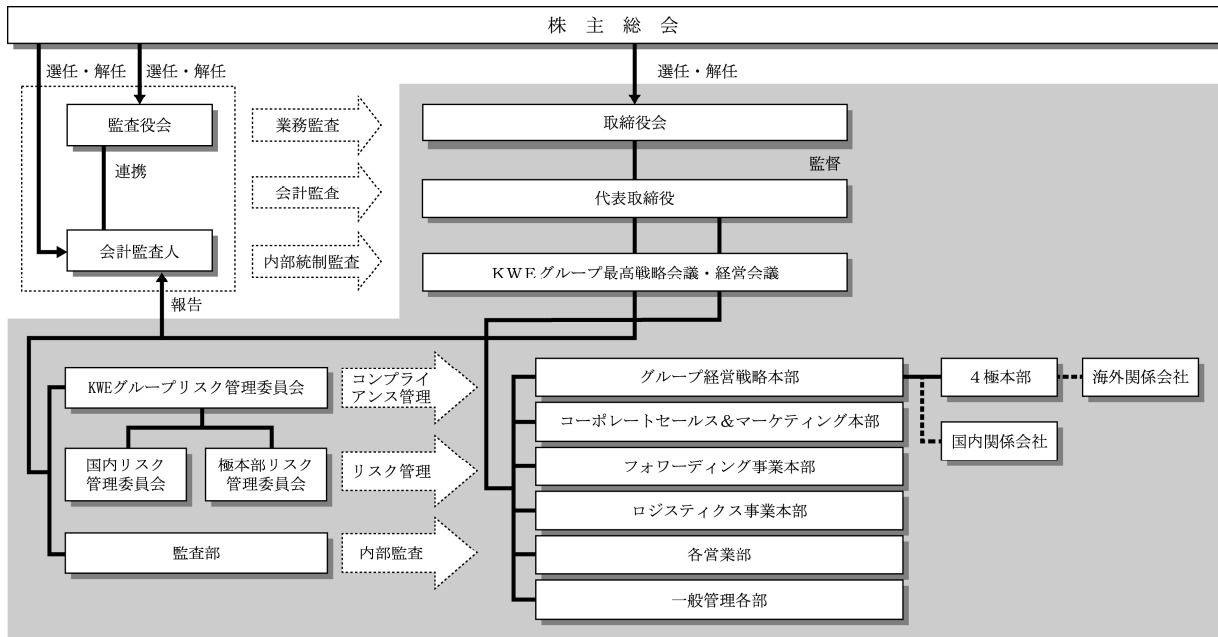 株主総会
選任・解任
選任・解任
選任・解任
監査役会
業務監査
取締役会
連携
監督
会計監査
代表取締役
会計監査人
内部統制監査
KWEグループ最高戦略会議・経営会議
報告
KWEグループリスク管理委員会
コンプライ
アンス管理
グループ経営戦略本部
4極本部
海外関係会社
コーポレートセールス&マーケティング本部
国内関係会社
国内リスク
管理委員会
極本部リスク
管理委員会
リスク管理
フォワーディング事業本部
ロジスティクス事業本部
監査部
内部監査
各営業部
一般管理各部